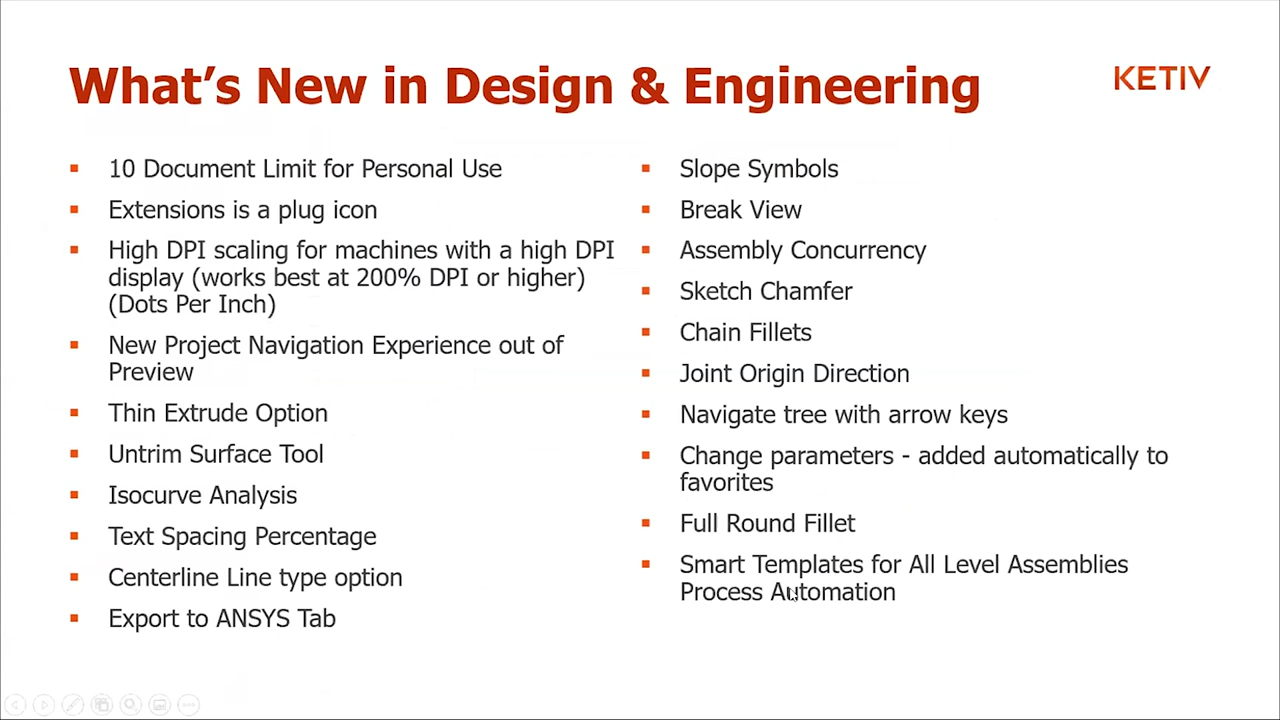 What's New in Design & Engineering
KETIV
10 Document Limit for Personal Use
Extensions is a plug icon
High DPI scaling for machines with a high DPI
display (works best at 200% DPI or higher)
(Dots Per Inch)
New Project Navigation Experience out of
Preview
Thin Extrude Option
Untrim Surface Tool
Isocurve Analysis
Text Spacing Percentage
Centerline Line type option
Export to ANSYS Tab
Slope Symbols
Break View
Assembly Concurrency
Sketch Chamfer
Chain Fillets
Joint Origin Direction
Navigate tree with arrow keys
Change parameters - added automatically to
favorites
Full Round Fillet
Smart Templates for All Level Assemblies
Process Automation